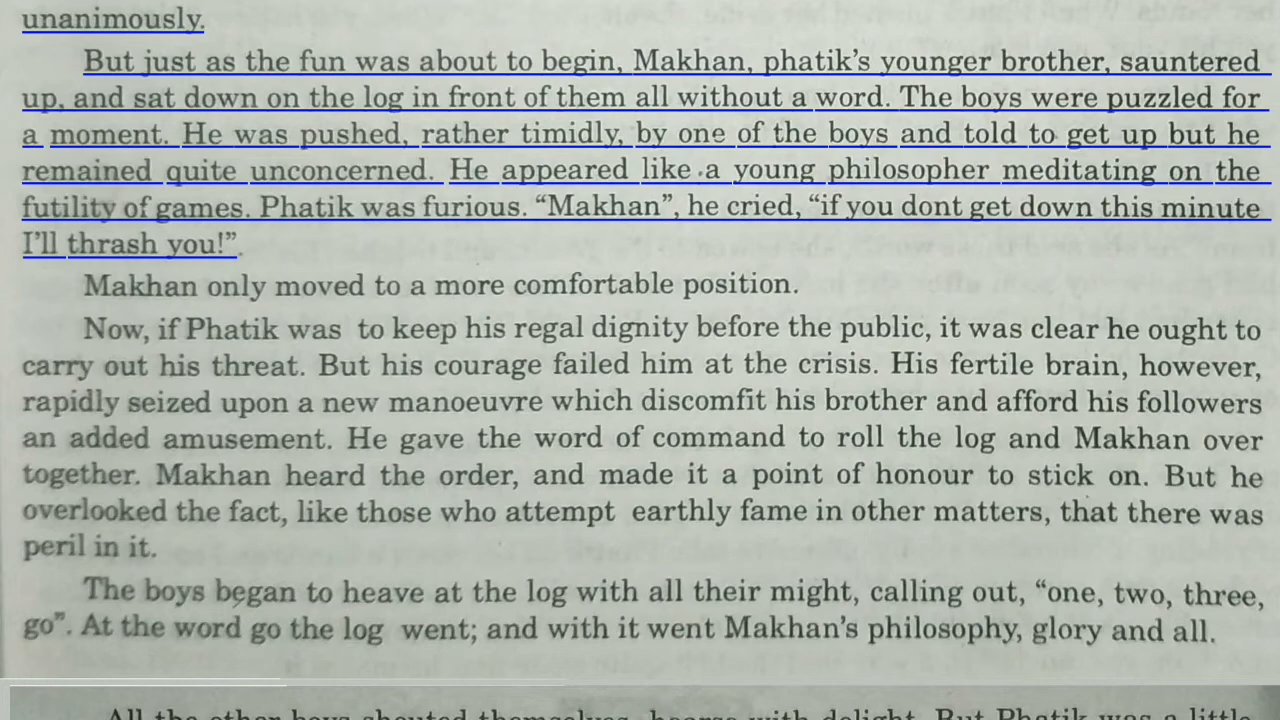 unanimously.
But just as the fun was about to begin, Makhan, phatik's younger brother, sauntered
up, and sat down on the log in front of them all without a word. The boys were puzzled for
a moment. He was pushed, rather timidly, by one of the boys and told to get up but he
remained quite unconcerned. He appeared like a young philosopher meditating on the
futility of games. Phatik was furious. “Makhan”, he cried, “if you dont get down this minute
I'll thrash you!”.
Makhan only moved to a more comfortable position.
Now, if Phatik was to keep his regal dignity before the public, it was clear he ought to
carry out his threat. But his courage failed him at the crisis. His fertile brain, however,
rapidly seized upon a new manoeuvre which discomfit his brother and afford his followers
an added amusement. He gave the word of command to roll the log and Makhan over
together. Makhan heard the order, and made it a point of honour to stick on. But he
overlooked the fact, like those who attempt earthly fame in other matters, that there was
peril in it.
The boys began to heave at the log with all their might, calling out, “one, two, three,
go”. At the word go the log went; and with it went Makhan's philosophy, glory and all.
All the other boys shouted themselves, hoarse with delight. But Phatik was a little